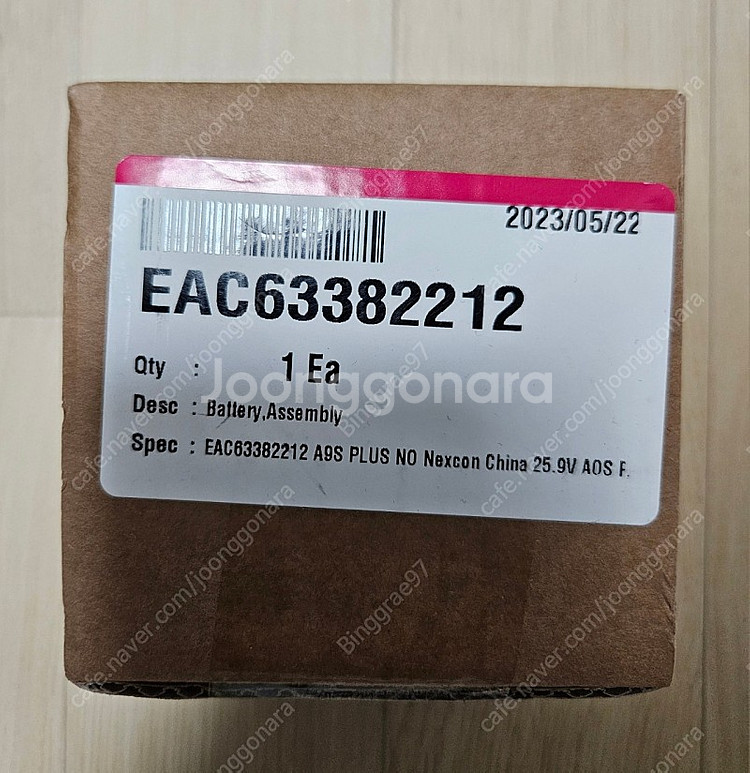 2023/05/22
EAC63382212
Qty : 1 Ea
Desc : Battery,Assembly
Spec : EAC63382212 A9S PLUS NO Nexcon China 25.9V AOS F.
Joonggonara
Binggrae97
cafe.naver.com/joonggonara